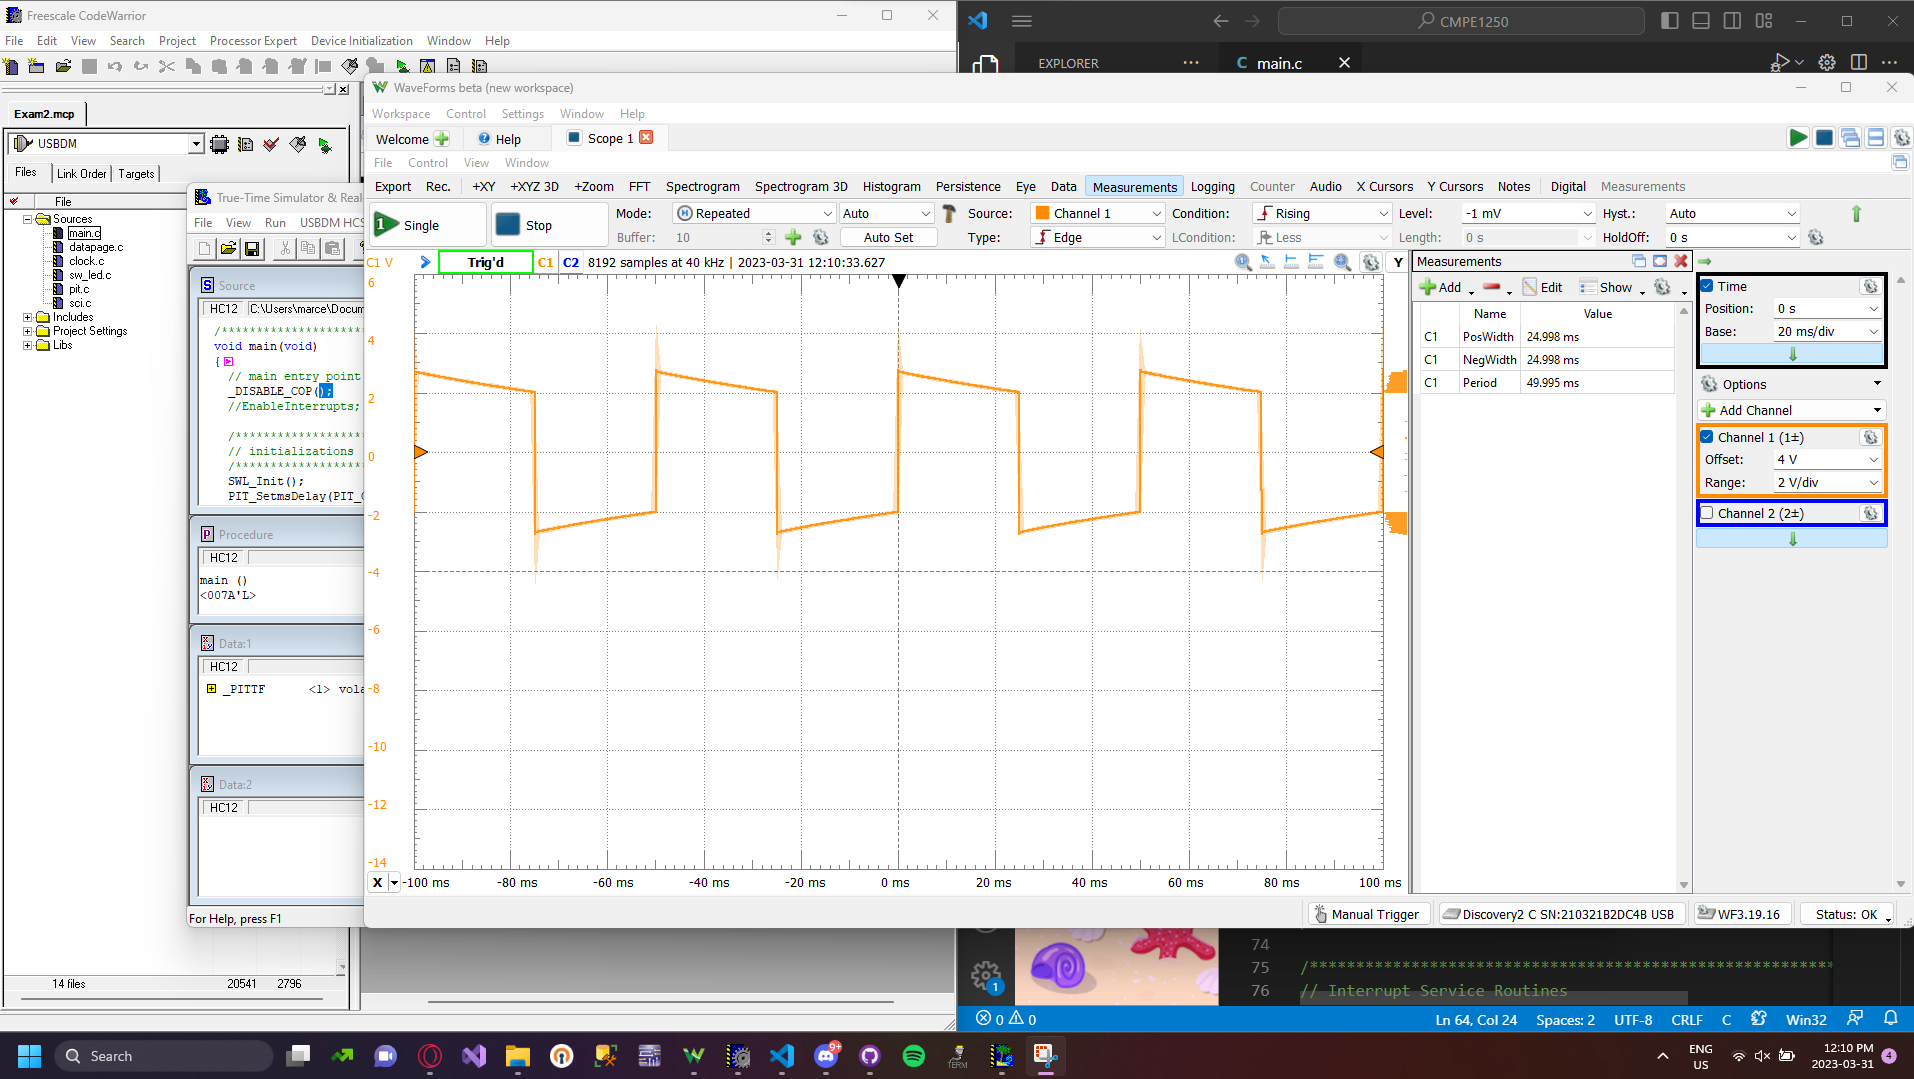 Freescale CodeWarrior
File Edit View Search Project Processor Expert Device Initialization Window Help
Exam2.mcp
USBDM
Files Link Order Targets
File
Sources
main.c
datapage.c
clock.c
sw_led.c
pit.c
sci.c
Includes
Project Settings
Libs
14 files 20541 2796
True-Time Simulator & Real
File View Run USBDM HCS
Source
HC12 C:\Users\marce\Docum
/********************
void main(void)
{
// main entry point
_DISABLE_COP();
//EnableInterrupts;
/******************
// initializations
/******************
SWL_Init();
PIT_SetmsDelay(PIT_
Procedure
HC12
main ()
<007A'L>
Data:1
HC12
_PITTF <1> vola
Data:2
HC12
For Help, press F1
CMPE1250
EXPLORER
C main.c
WaveForms beta (new workspace)
Workspace Control Settings Window Help
Welcome Help Scope 1
File Control View Window
Export Rec. +XY +XYZ 3D +Zoom FFT Spectrogram Spectrogram 3D Histogram Persistence Eye Data Measurements Logging Counter Audio X Cursors Y Cursors Notes Digital Measurements
Single Stop Mode: Repeated Auto Source: Channel 1 Condition: Rising Level: -1 mV Hyst.: Auto
Buffer: 10 Auto Set Type: Edge LCondition: Less Length: 0 s HoldOff: 0 s
C1 V Trig'd C1 C2 8192 samples at 40 kHz | 2023-03-31 12:10:33.627 Y
6
4
2
0
-2
-4
-6
-8
-10
-12
-14
X -100 ms -80 ms -60 ms -40 ms -20 ms 0 ms 20 ms 40 ms 60 ms 80 ms 100 ms
Measurements
Add Edit Show
Name Value
C1 PosWidth 24.998 ms
C1 NegWidth 24.998 ms
C1 Period 49.995 ms
Time
Position: 0 s
Base: 20 ms/div
Options
Add Channel
Channel 1 (1±)
Offset: 4 V
Range: 2 V/div
Channel 2 (2±)
Manual Trigger Discovery2 C SN:210321B2DC4B USB WF3.19.16 Status: OK
74
75 /*********************************************************
76 // Interrupt Service Routines
1
0 0 Ln 64, Col 24 Spaces: 2 UTF-8 CRLF C Win32
Search
9+
TERM
ENG
US
12:10 PM
2023-03-31
4